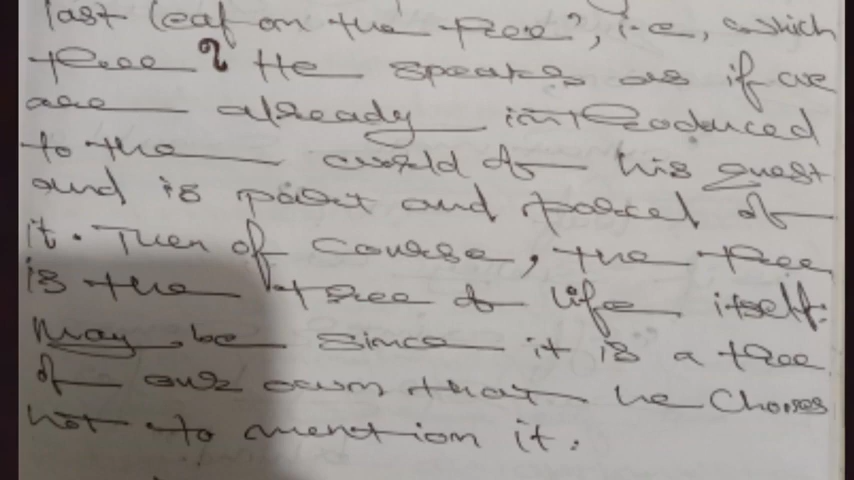 last leaf on the tree", i.e, which
tree? He speaks as if we
are already introduced
to the world of his quest
and is part and parcel of
it. Then of course, the tree
is the tree of life itself.
May be since it is a tree
of our own that he chooses
not to mention it.